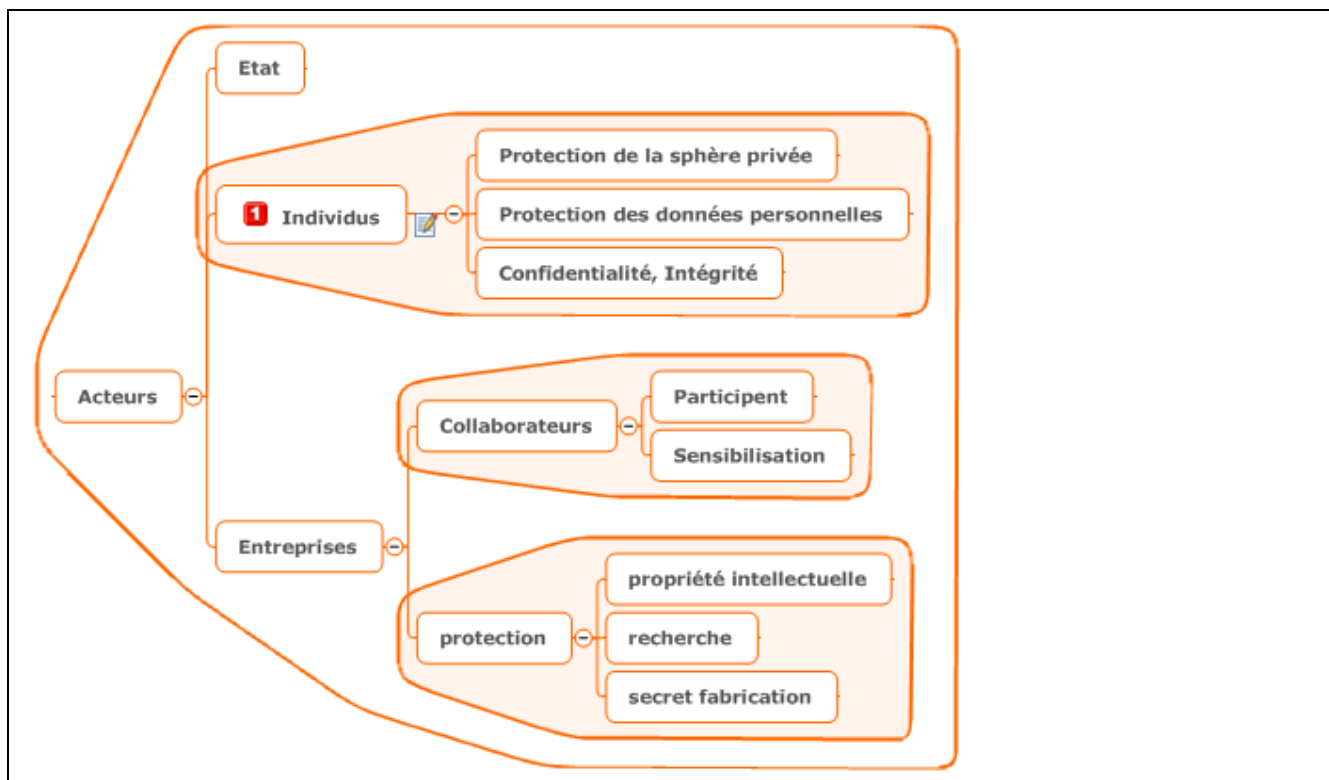 Etat
1 Individus
Protection de la sphère privée
Protection des données personnelles
Confidentialité, Intégrité
Acteurs
Collaborateurs
Participent
Sensibilisation
Entreprises
protection
propriété intellectuelle
recherche
secret fabrication